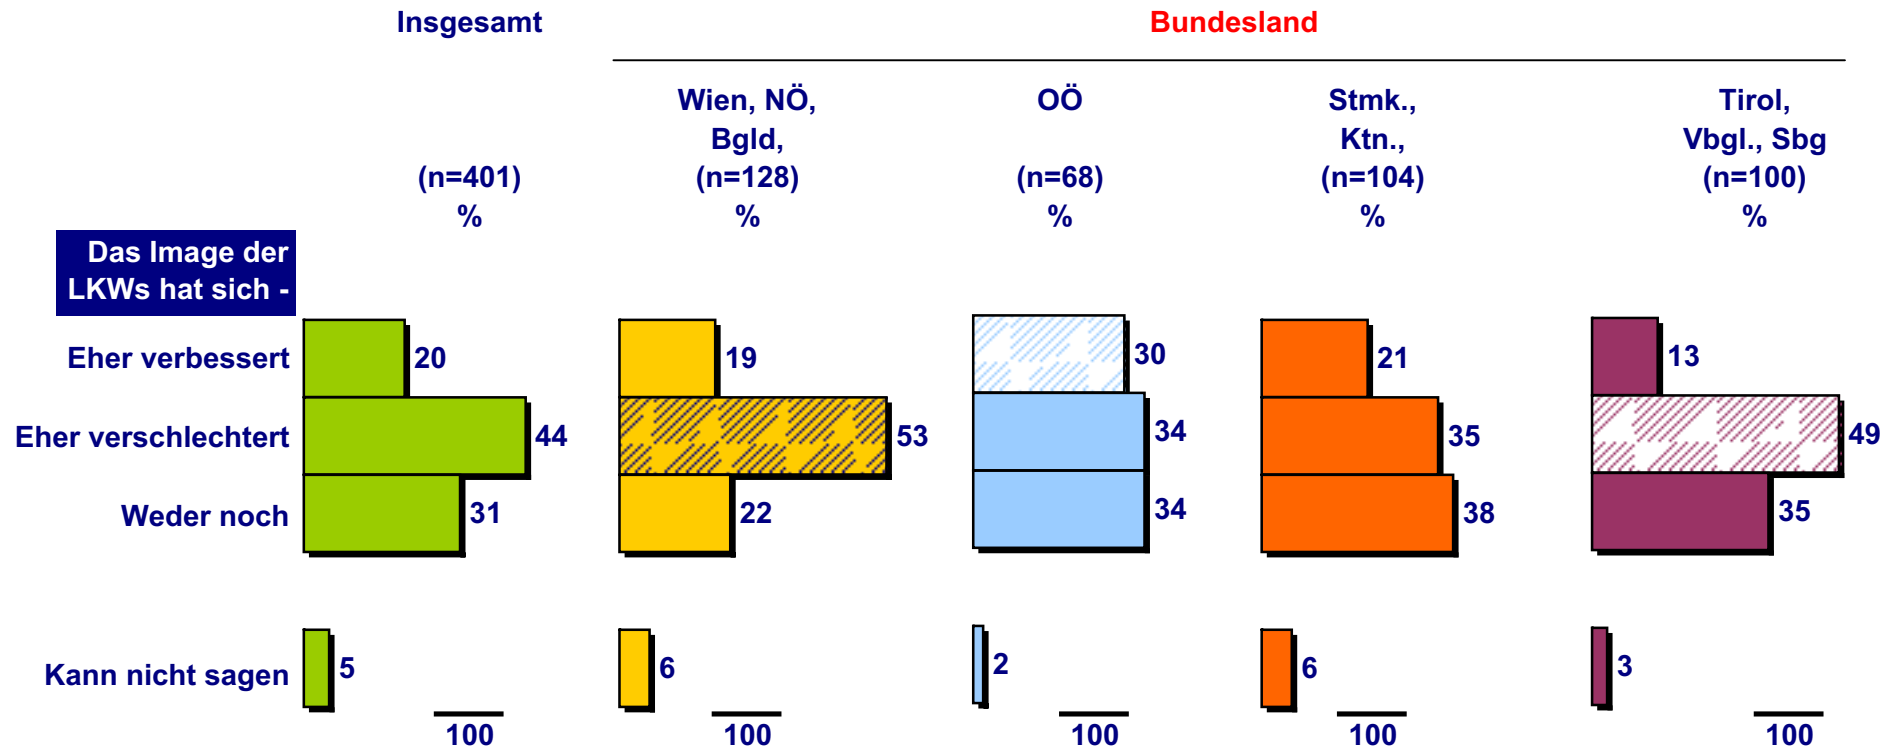 Insgesamt
Bundesland
Wien, NÖ,
Bgld,
OÖ
Stmk.,
Ktn.,
Tirol,
Vbgl., Sbg
(n=401)
(n=128)
(n=68)
(n=104)
(n=100)
% % % % %
Das Image der
LKWs hat sich -
Eher verbessert 20 19 30 21 13
Eher verschlechtert 44 53 34 35 49
Weder noch 31 22 34 38 35
Kann nicht sagen 5 6 2 6 3
100 100 100 100 100